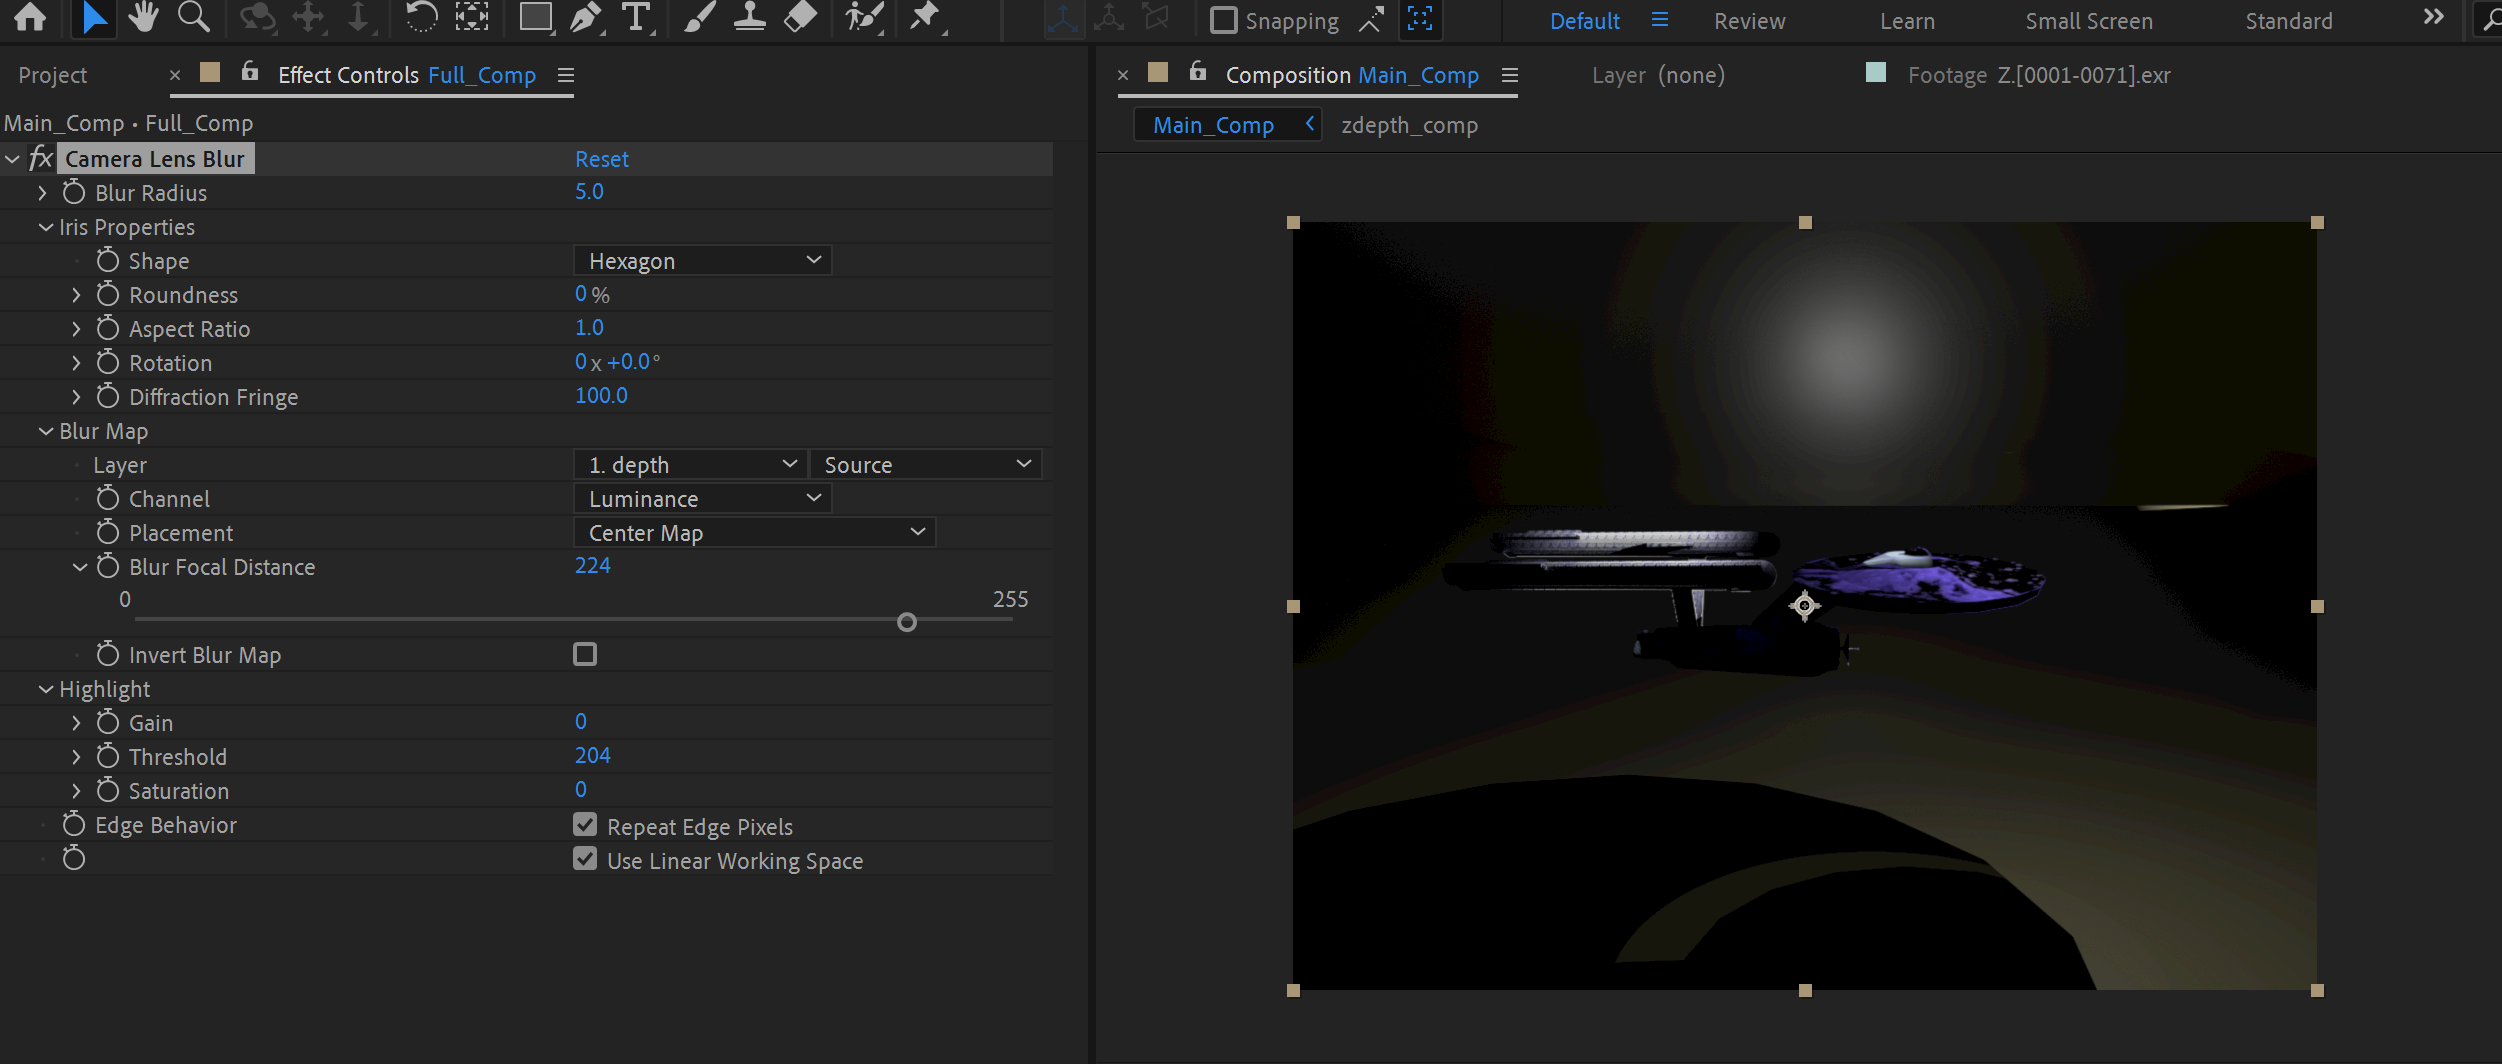 Snapping
Default
Review
Learn
Small Screen
Standard
Project
Effect Controls Full_Comp
Composition Main_Comp
Layer (none)
Footage Z.[0001-0071].exr
Main_Comp
zdepth_comp
Main_Comp • Full_Comp
fx Camera Lens Blur Reset
Blur Radius 5.0
Iris Properties
Shape Hexagon
Roundness 0 %
Aspect Ratio 1.0
Rotation 0 x +0.0°
Diffraction Fringe 100.0
Blur Map
Layer 1. depth Source
Channel Luminance
Placement Center Map
Blur Focal Distance 224
0 255
Invert Blur Map
Highlight
Gain 0
Threshold 204
Saturation 0
Edge Behavior Repeat Edge Pixels
Use Linear Working Space